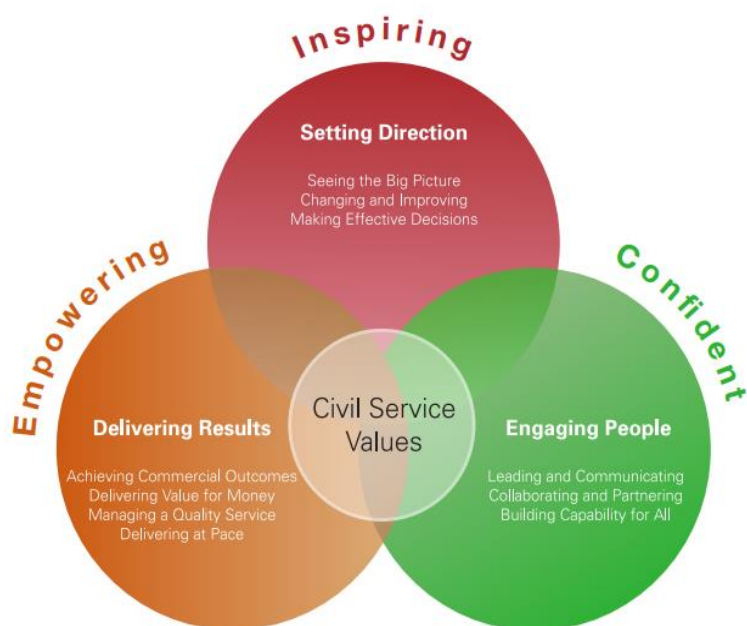 Inspiring
Setting Direction
Seeing the Big Picture
Changing and Improving
Making Effective Decisions
Empowering
Confident
Civil Service
Values
Delivering Results
Achieving Commercial Outcomes
Delivering Value for Money
Managing a Quality Service
Delivering at Pace
Engaging People
Leading and Communicating
Collaborating and Partnering
Building Capability for All